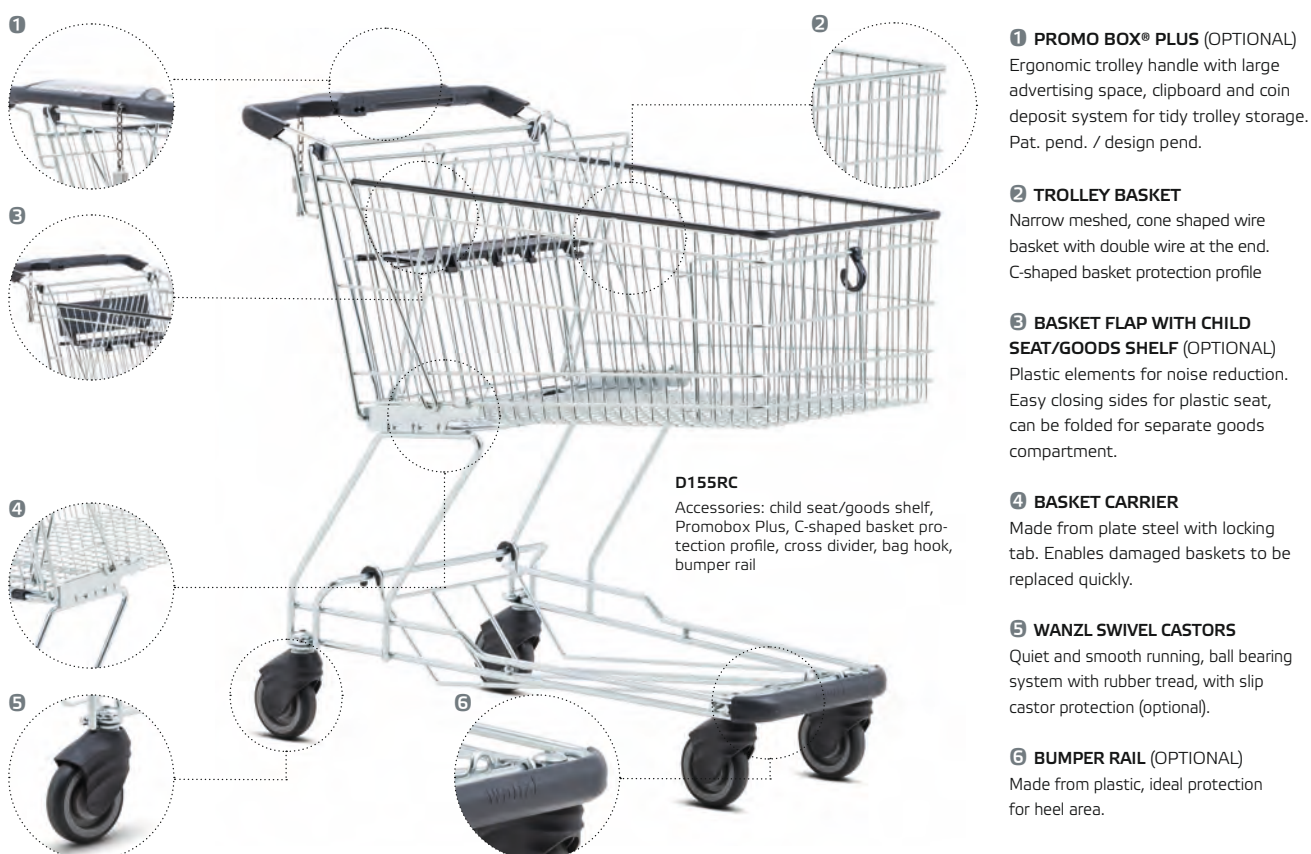 1
2
3
4
5
6
D155RC
Accessories: child seat/goods shelf,
Promobox Plus, C-shaped basket pro-
tection profile, cross divider, bag hook,
bumper rail
wanzl
1 PROMO BOX® PLUS (OPTIONAL)
Ergonomic trolley handle with large
advertising space, clipboard and coin
deposit system for tidy trolley storage.
Pat. pend. / design pend.
2 TROLLEY BASKET
Narrow meshed, cone shaped wire
basket with double wire at the end.
C-shaped basket protection profile
3 BASKET FLAP WITH CHILD
SEAT/GOODS SHELF (OPTIONAL)
Plastic elements for noise reduction.
Easy closing sides for plastic seat,
can be folded for separate goods
compartment.
4 BASKET CARRIER
Made from plate steel with locking
tab. Enables damaged baskets to be
replaced quickly.
5 WANZL SWIVEL CASTORS
Quiet and smooth running, ball bearing
system with rubber tread, with slip
castor protection (optional).
6 BUMPER RAIL (OPTIONAL)
Made from plastic, ideal protection
for heel area.